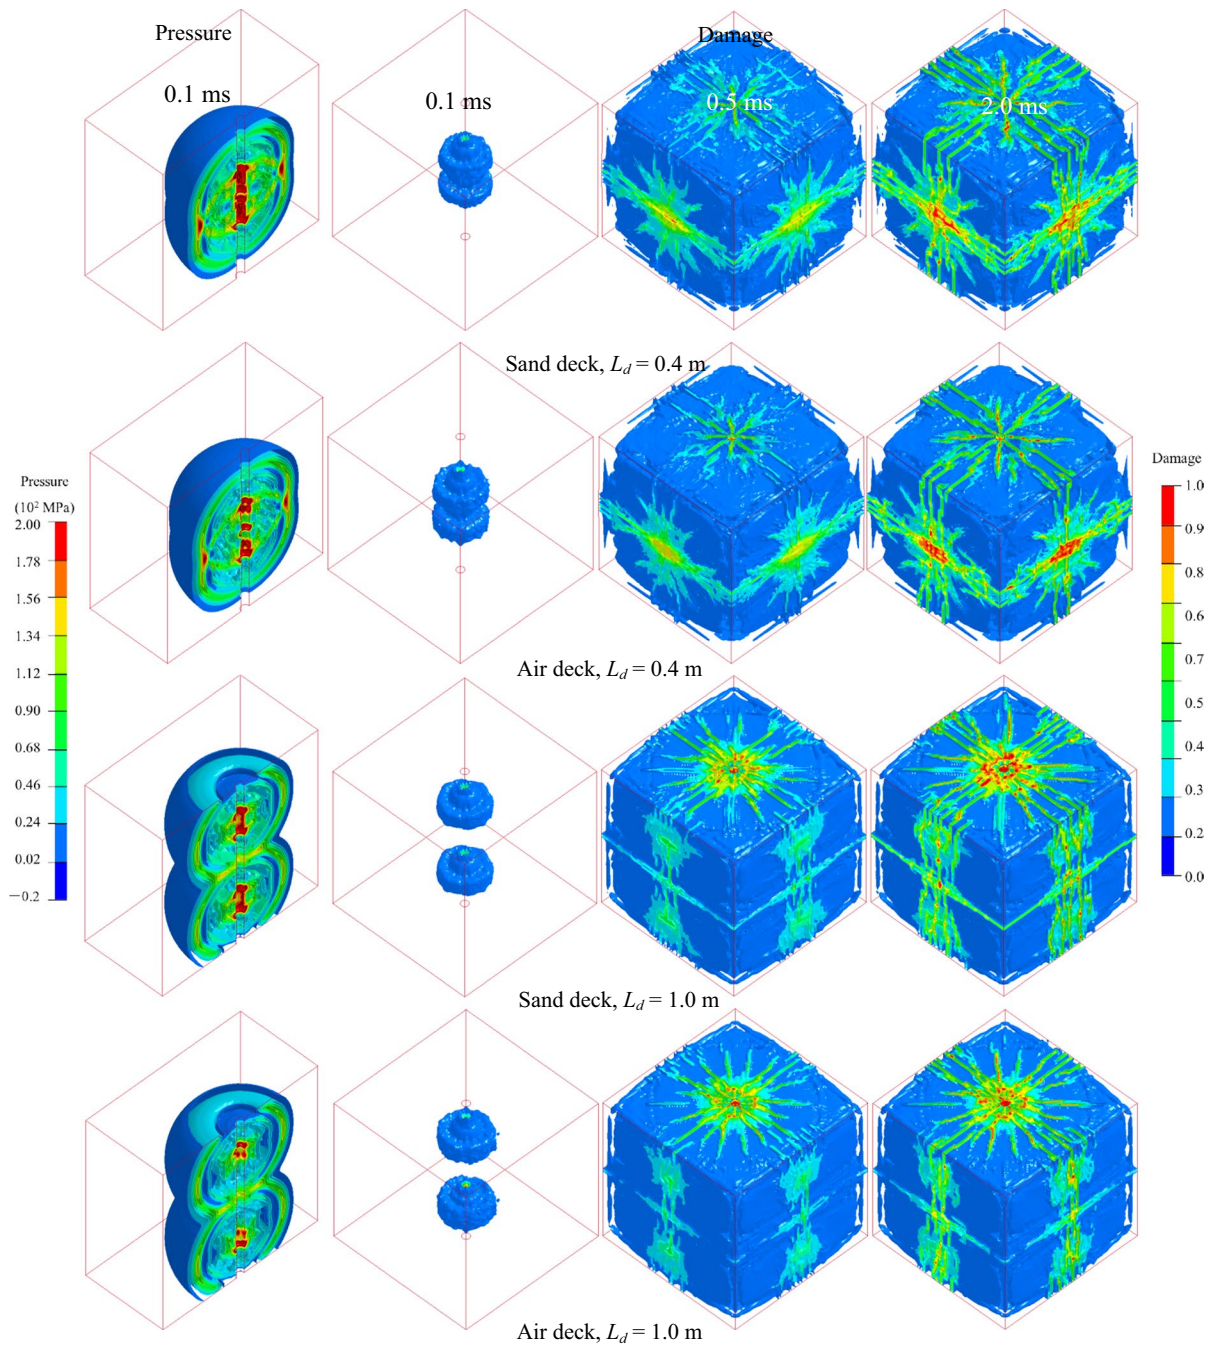 Pressure
Damage
0.1 ms
0.1 ms
0.5 ms
2.0 ms
Sand deck, L_d = 0.4 m
Pressure
(10² MPa)
2.00
1.78
1.56
1.34
1.12
0.90
0.68
0.46
0.24
0.02
−0.2
Damage
1.0
0.9
0.8
0.6
0.7
0.5
0.4
0.3
0.2
0.0
Air deck, L_d = 0.4 m
Sand deck, L_d = 1.0 m
Air deck, L_d = 1.0 m